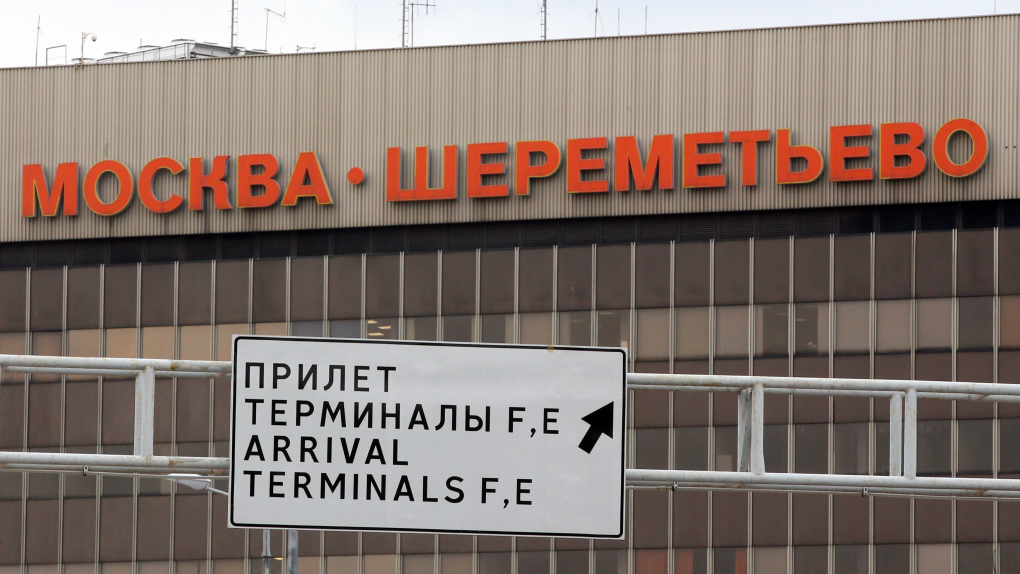 МОСКВА • ШЕРЕМЕТЬЕВО
ПРИЛЕТ
ТЕРМИНАЛЫ F,E
ARRIVAL
TERMINALS F,E